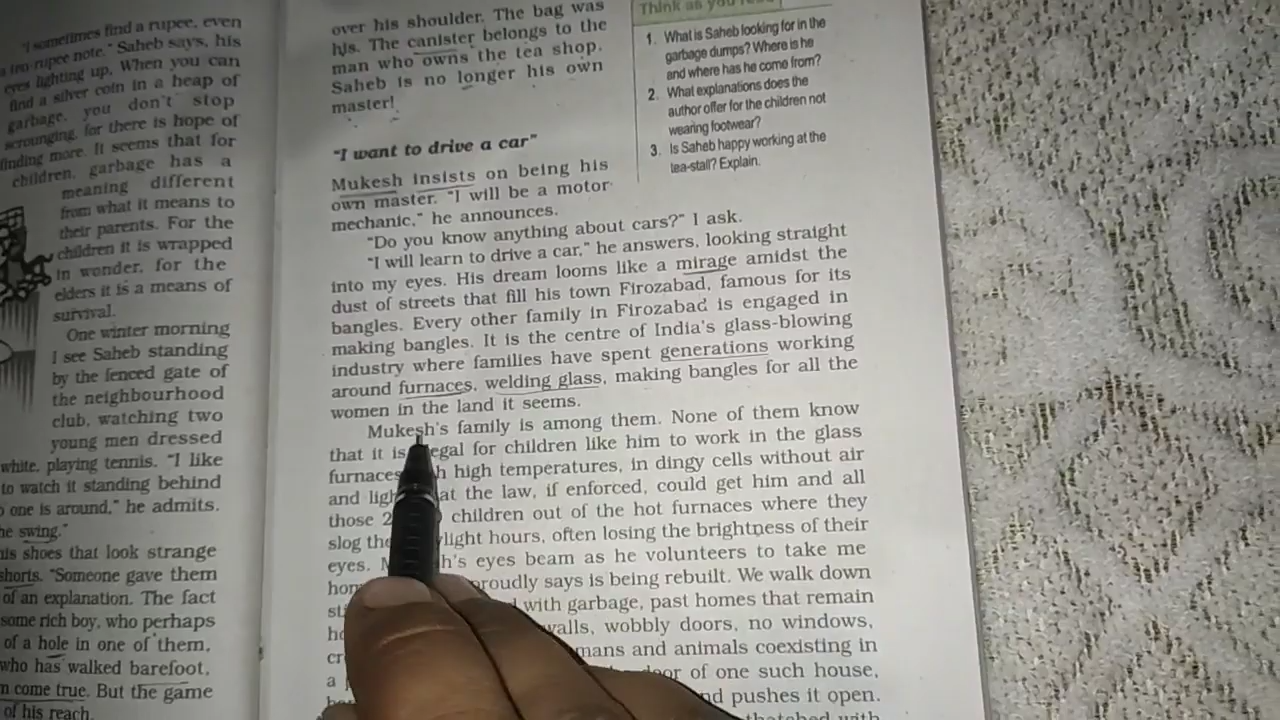 "I sometimes find a rupee, even
a ten rupee note." Saheb says, his
eyes lighting up. When you can
find a silver coin in a heap of
garbage, you don't stop
scrounging, for there is hope of
finding more. It seems that for
children, garbage has a
meaning different
from what it means to
their parents. For the
children it is wrapped
in wonder, for the
elders it is a means of
survival.
One winter morning
I see Saheb standing
by the fenced gate of
the neighbourhood
club, watching two
young men dressed
white, playing tennis. "I like
to watch it standing behind
one is around," he admits.
swing."
his shoes that look strange
shorts. "Someone gave them
of an explanation. The fact
some rich boy, who perhaps
of a hole in one of them,
who has walked barefoot,
come true. But the game
of his reach.
over his shoulder. The bag was
his. The canister belongs to the
man who owns the tea shop.
Saheb is no longer his own
master!
"I want to drive a car"
Mukesh insists on being his
own master. "I will be a motor
mechanic," he announces.
"Do you know anything about cars?" I ask.
"I will learn to drive a car," he answers, looking straight
into my eyes. His dream looms like a mirage amidst the
dust of streets that fill his town Firozabad, famous for its
bangles. Every other family in Firozabad is engaged in
making bangles. It is the centre of India's glass-blowing
industry where families have spent generations working
around furnaces, welding glass, making bangles for all the
women in the land it seems.
Mukesh's family is among them. None of them know
that it is egal for children like him to work in the glass
furnaces h high temperatures, in dingy cells without air
and lig at the law, if enforced, could get him and all
those 2 children out of the hot furnaces where they
slog the light hours, often losing the brightness of their
eyes. M h's eyes beam as he volunteers to take me
hom proudly says is being rebuilt. We walk down
sti with garbage, past homes that remain
ho walls, wobbly doors, no windows,
cr mans and animals coexisting in
a oor of one such house,
nd pushes it open.
thatched with
Think as you read
1. What is Saheb looking for in the
garbage dumps? Where is he
and where has he come from?
2. What explanations does the
author offer for the children not
wearing footwear?
3. Is Saheb happy working at the
tea-stall? Explain.